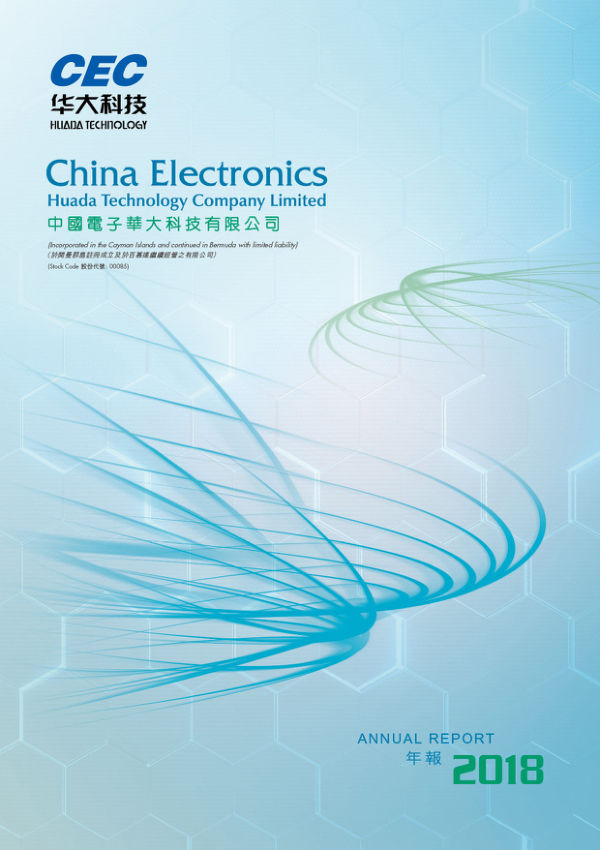 CEC
华大科技
HUADA TECHNOLOGY
China Electronics
Huada Technology Company Limited
中國電子華大科技有限公司
(Incorporated in the Cayman Islands and continued in Bermuda with limited liability)
(於開曼群島註冊成立及於百慕達繼續經營之有限公司)
(Stock Code 股份代號: 00085)
ANNUAL REPORT
年報 2018